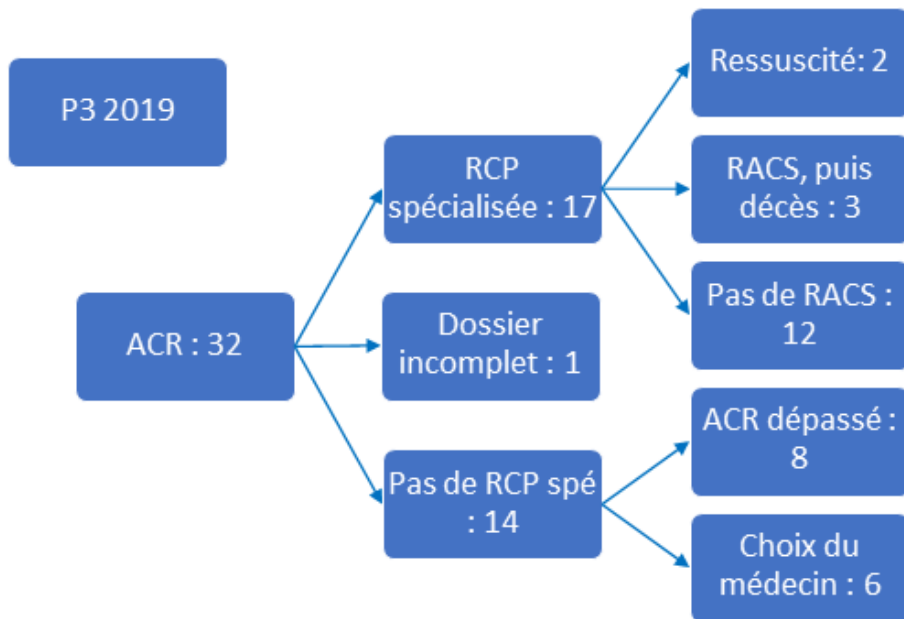 P3 2019
ACR : 32
RCP
spécialisée : 17
Dossier
incomplet : 1
Pas de RCP spé
: 14
Ressuscité: 2
RACS, puis
décès : 3
Pas de RACS :
12
ACR dépassé :
8
Choix du
médecin : 6